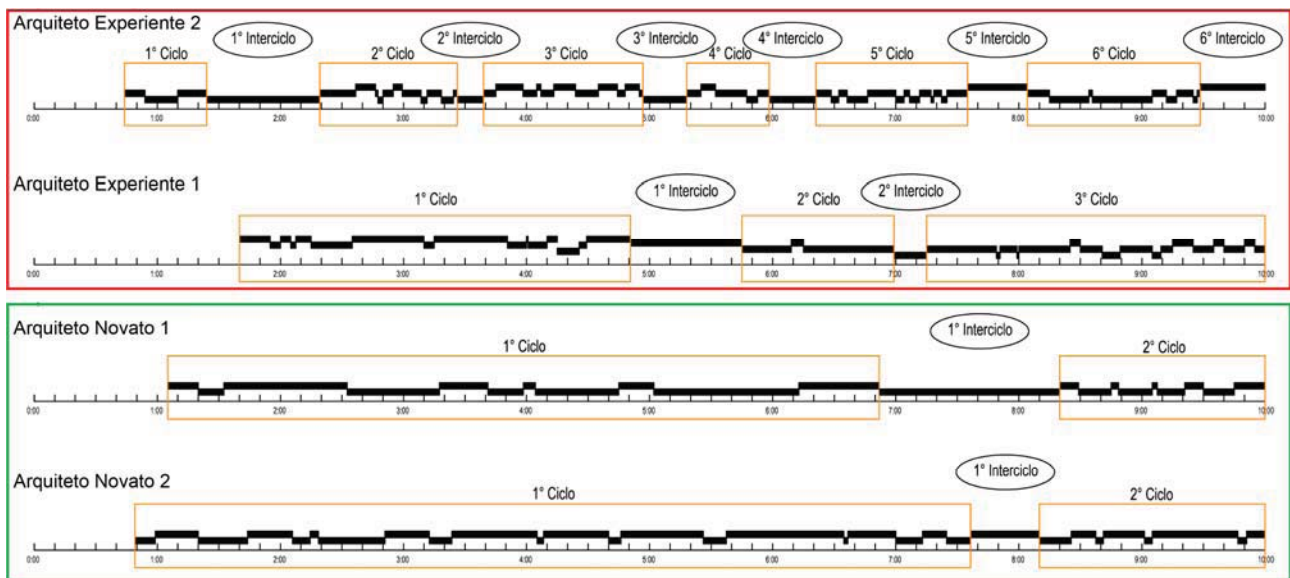 Arquiteto Experiente 2
1° Interciclo 2° Interciclo 3° Interciclo 4° Interciclo 5° Interciclo 6° Interciclo
1° Ciclo 2° Ciclo 3° Ciclo 4° Ciclo 5° Ciclo 6° Ciclo
0:00 1:00 2:00 3:00 4:00 5:00 6:00 7:00 8:00 9:00 10:00
Arquiteto Experiente 1
1° Interciclo 2° Interciclo
1° Ciclo 2° Ciclo 3° Ciclo
0:00 1:00 2:00 3:00 4:00 5:00 6:00 7:00 8:00 9:00 10:00
Arquiteto Novato 1
1° Interciclo
1° Ciclo 2° Ciclo
0:00 1:00 2:00 3:00 4:00 5:00 6:00 7:00 8:00 9:00 10:00
Arquiteto Novato 2
1° Interciclo
1° Ciclo 2° Ciclo
0:00 1:00 2:00 3:00 4:00 5:00 6:00 7:00 8:00 9:00 10:00